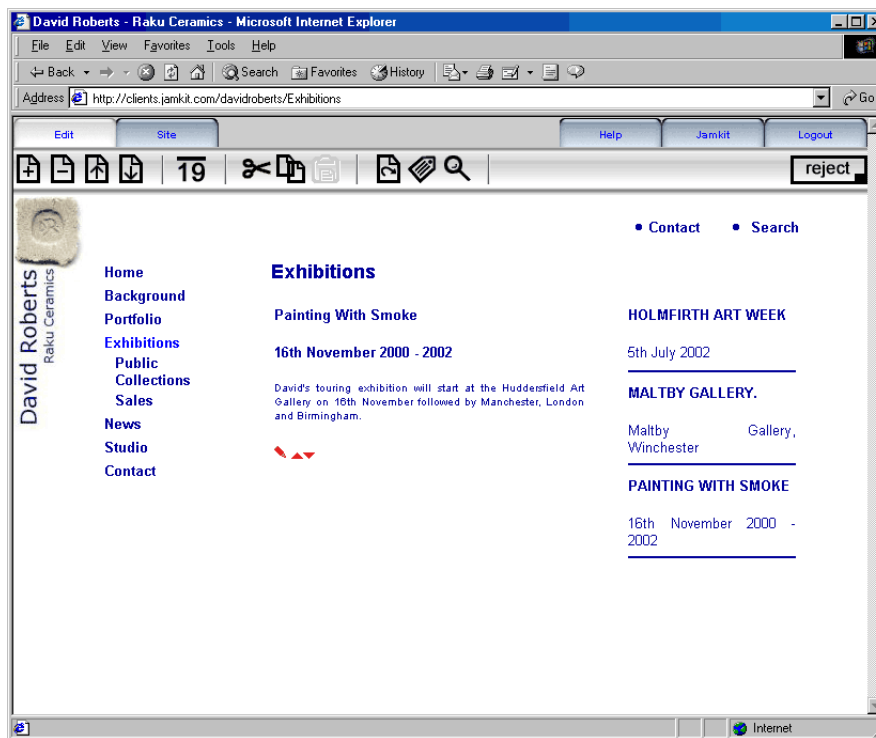 David Roberts - Raku Ceramics - Microsoft Internet Explorer
File Edit View Favorites Tools Help
Back Search Favorites History
Address http://clients.jamkit.com/davidroberts/Exhibitions Go
Edit Site Help Jamkit Logout
19 reject
Contact Search
David Roberts
Raku Ceramics
Home
Background
Portfolio
Exhibitions
Public
Collections
Sales
News
Studio
Contact
Exhibitions
Painting With Smoke
16th November 2000 - 2002
David's touring exhibition will start at the Huddersfield Art
Gallery on 16th November followed by Manchester, London
and Birmingham.
HOLMFIRTH ART WEEK
5th July 2002
MALTBY GALLERY.
Maltby Gallery,
Winchester
PAINTING WITH SMOKE
16th November 2000 -
2002
Internet